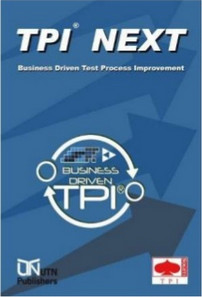 TPI® NEXT
Business Driven Test Process Improvement
BUSINESS
DRIVEN
TPI®
UTN
Publishers
TPI